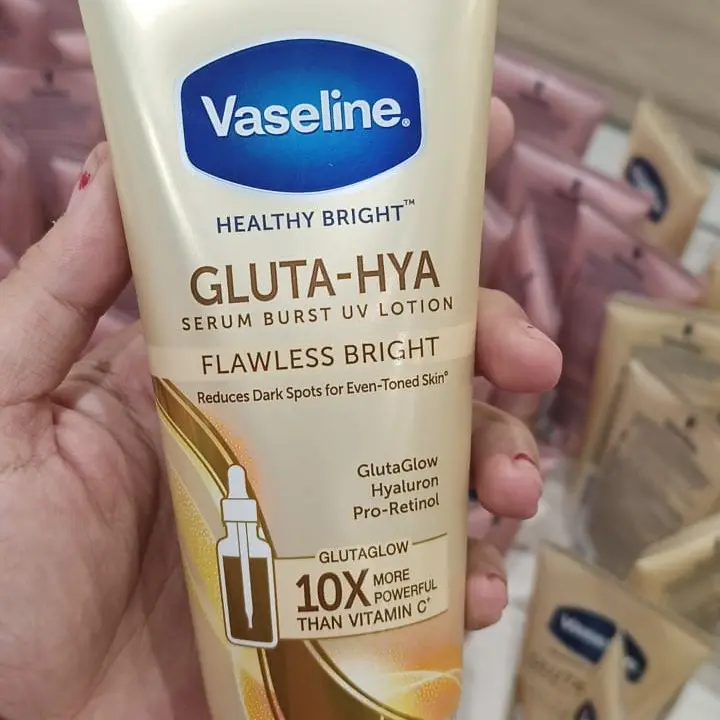 Vaseline®
HEALTHY BRIGHT™
GLUTA-HYA
SERUM BURST UV LOTION
FLAWLESS BRIGHT
Reduces Dark Spots for Even-Toned Skin°
GlutaGlow
Hyaluron
Pro-Retinol
GLUTAGLOW
10X MORE
POWERFUL
THAN VITAMIN C⁺
Vaseline